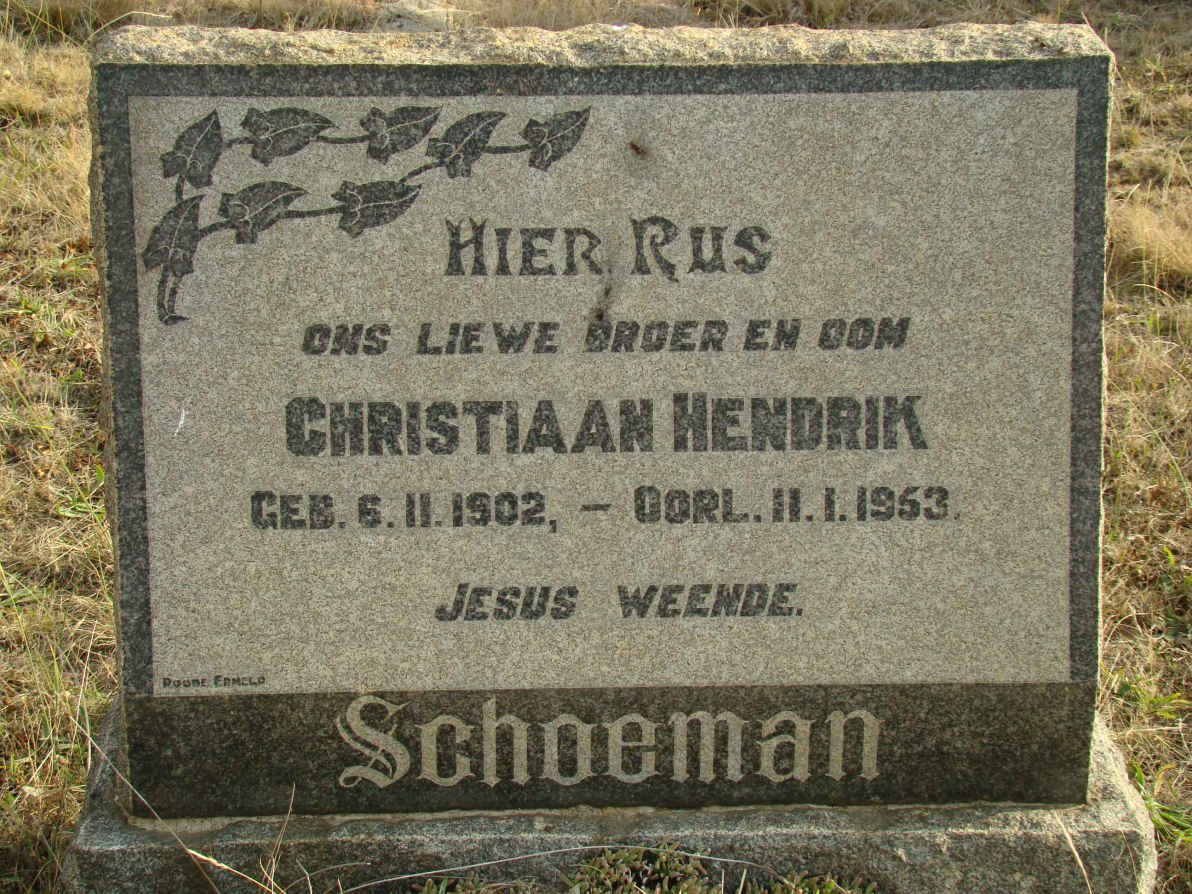 HIER RUS
ONS LIEWE BROER EN OOM
CHRISTIAAN HENDRIK
GEB. 6.11.1902, – OORL. 11.1.1953.
JESUS WEENDE.
ROODE ERMELO
Schoeman